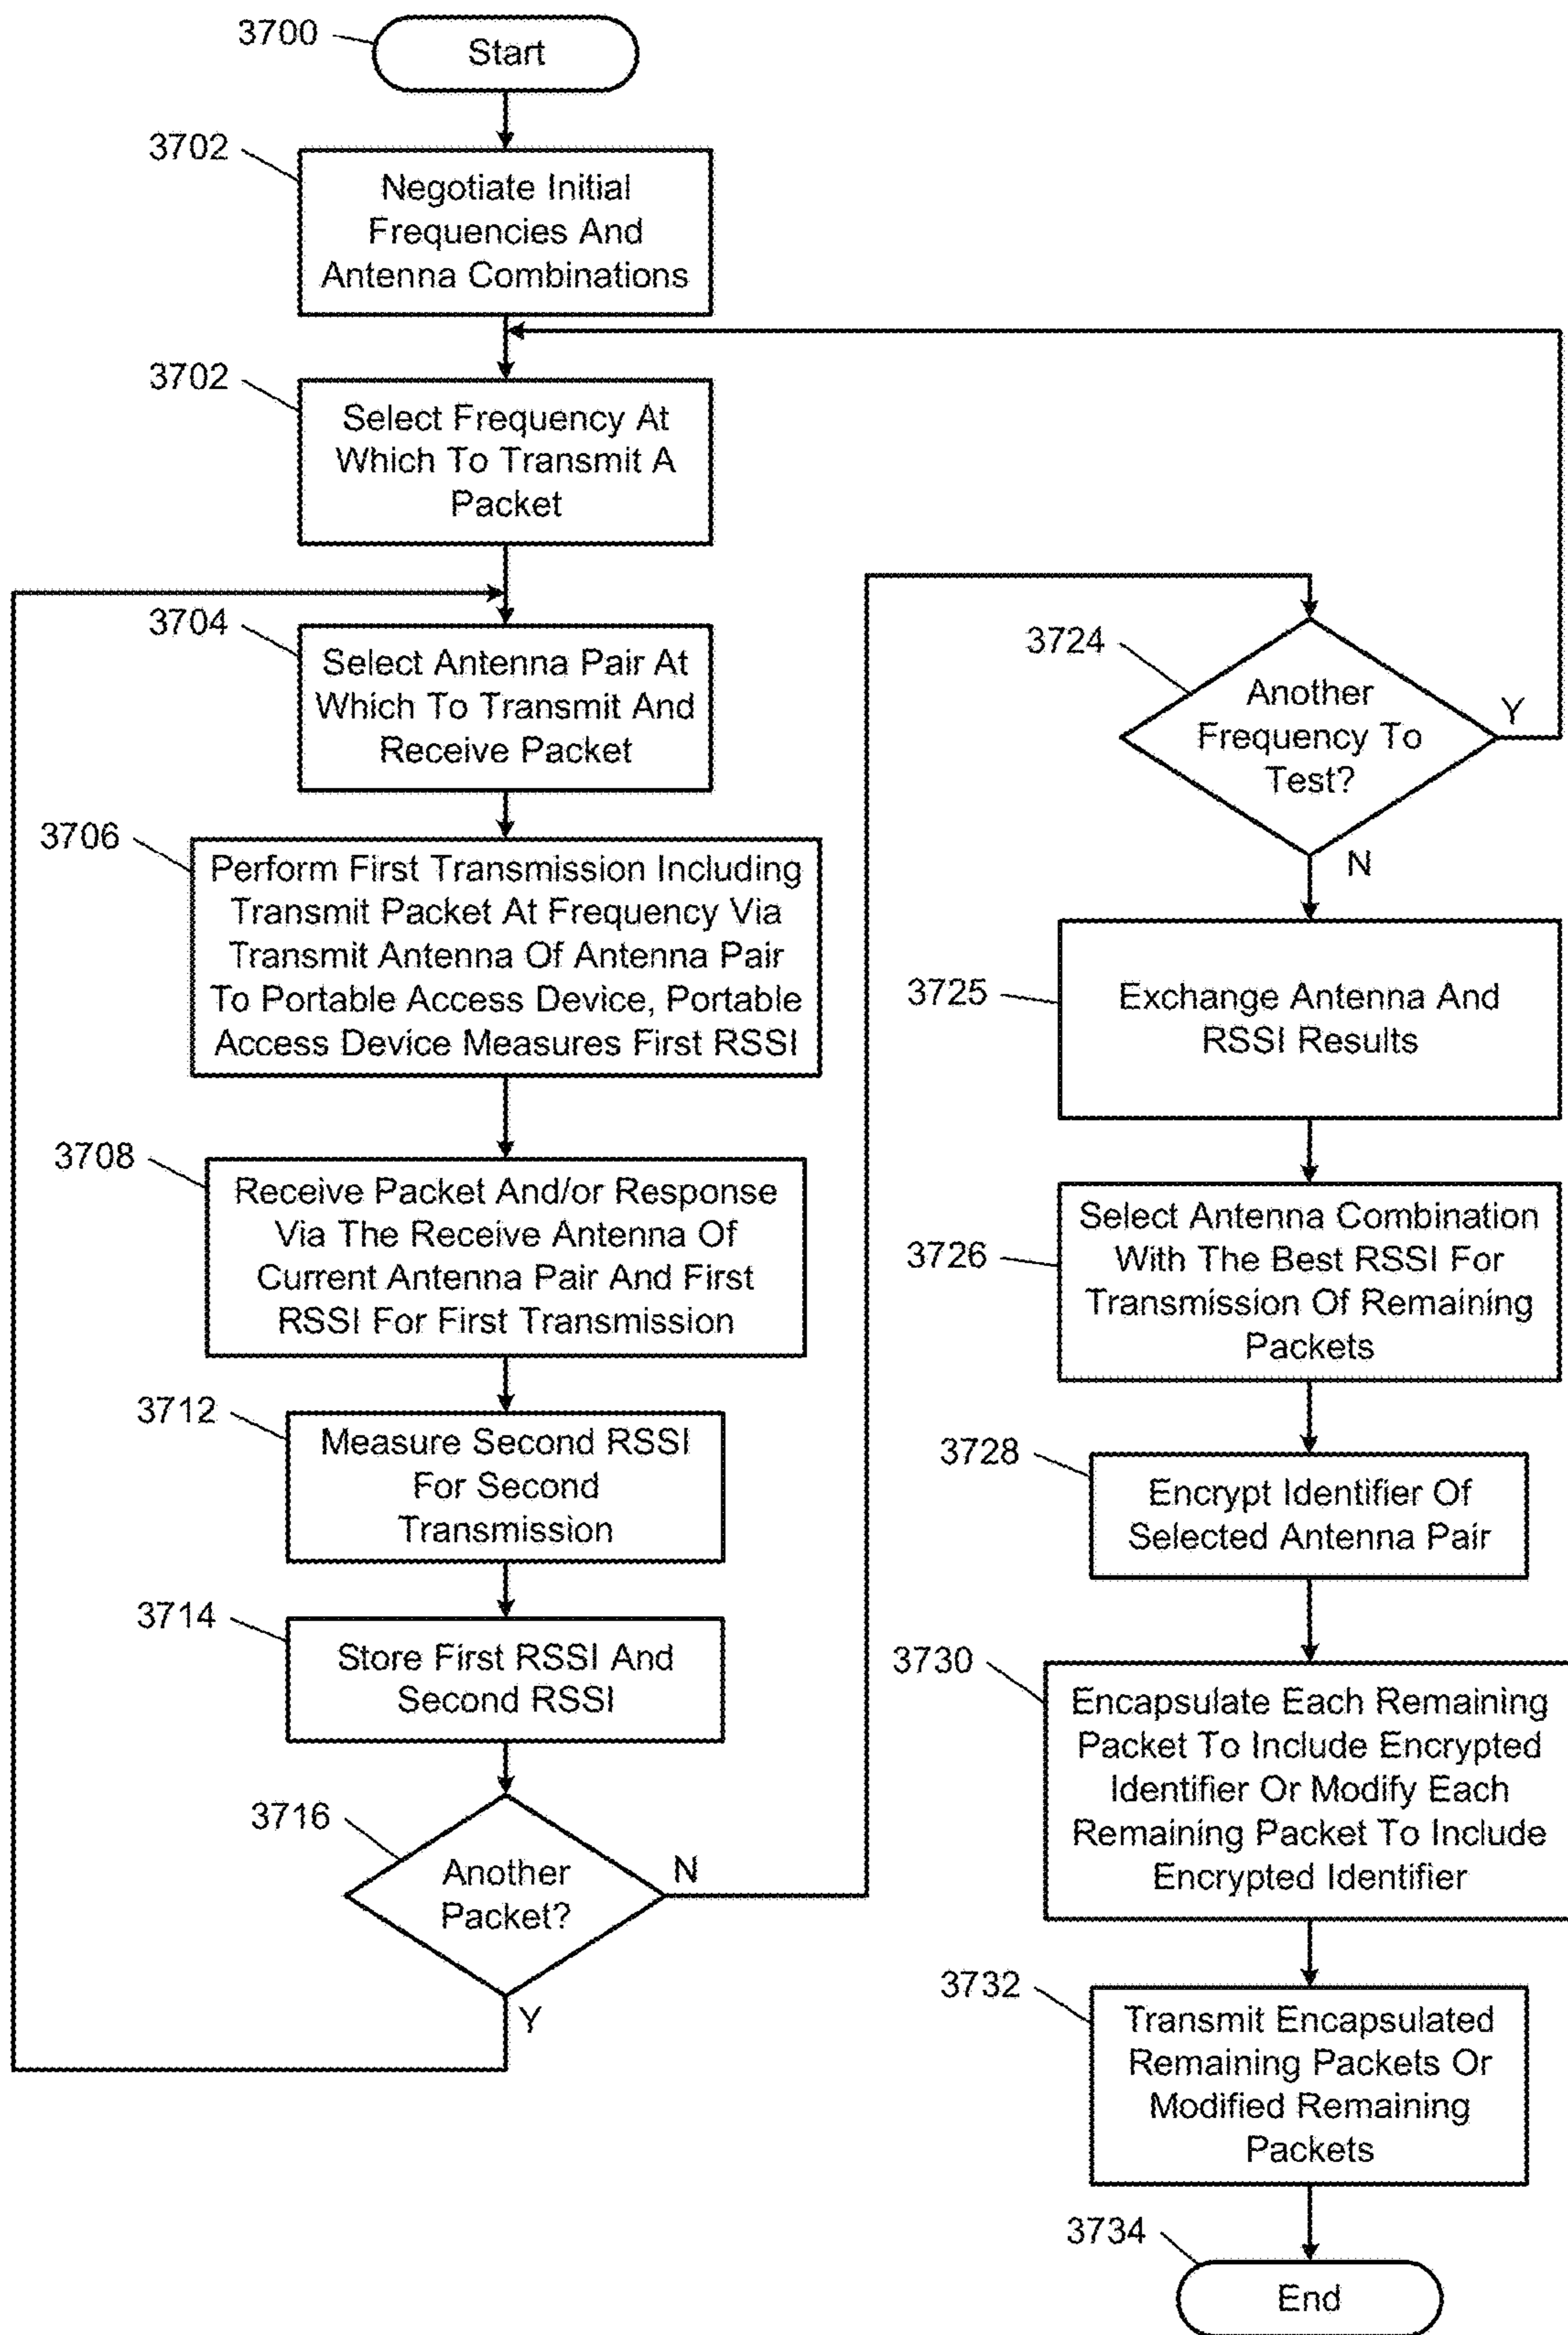 3700
Start
3702
Negotiate Initial
Frequencies And
Antenna Combinations
3702
Select Frequency At
Which To Transmit A
Packet
3704
Select Antenna Pair At
Which To Transmit And
Receive Packet
3706
Perform First Transmission Including
Transmit Packet At Frequency Via
Transmit Antenna Of Antenna Pair
To Portable Access Device, Portable
Access Device Measures First RSSI
3708
Receive Packet And/or Response
Via The Receive Antenna Of
Current Antenna Pair And First
RSSI For First Transmission
3712
Measure Second RSSI
For Second
Transmission
3714
Store First RSSI And
Second RSSI
3716
Another
Packet?
N
Y
3724
Another
Frequency To
Test?
Y
N
3725
Exchange Antenna And
RSSI Results
3726
Select Antenna Combination
With The Best RSSI For
Transmission Of Remaining
Packets
3728
Encrypt Identifier Of
Selected Antenna Pair
3730
Encapsulate Each Remaining
Packet To Include Encrypted
Identifier Or Modify Each
Remaining Packet To Include
Encrypted Identifier
3732
Transmit Encapsulated
Remaining Packets Or
Modified Remaining
Packets
3734
End